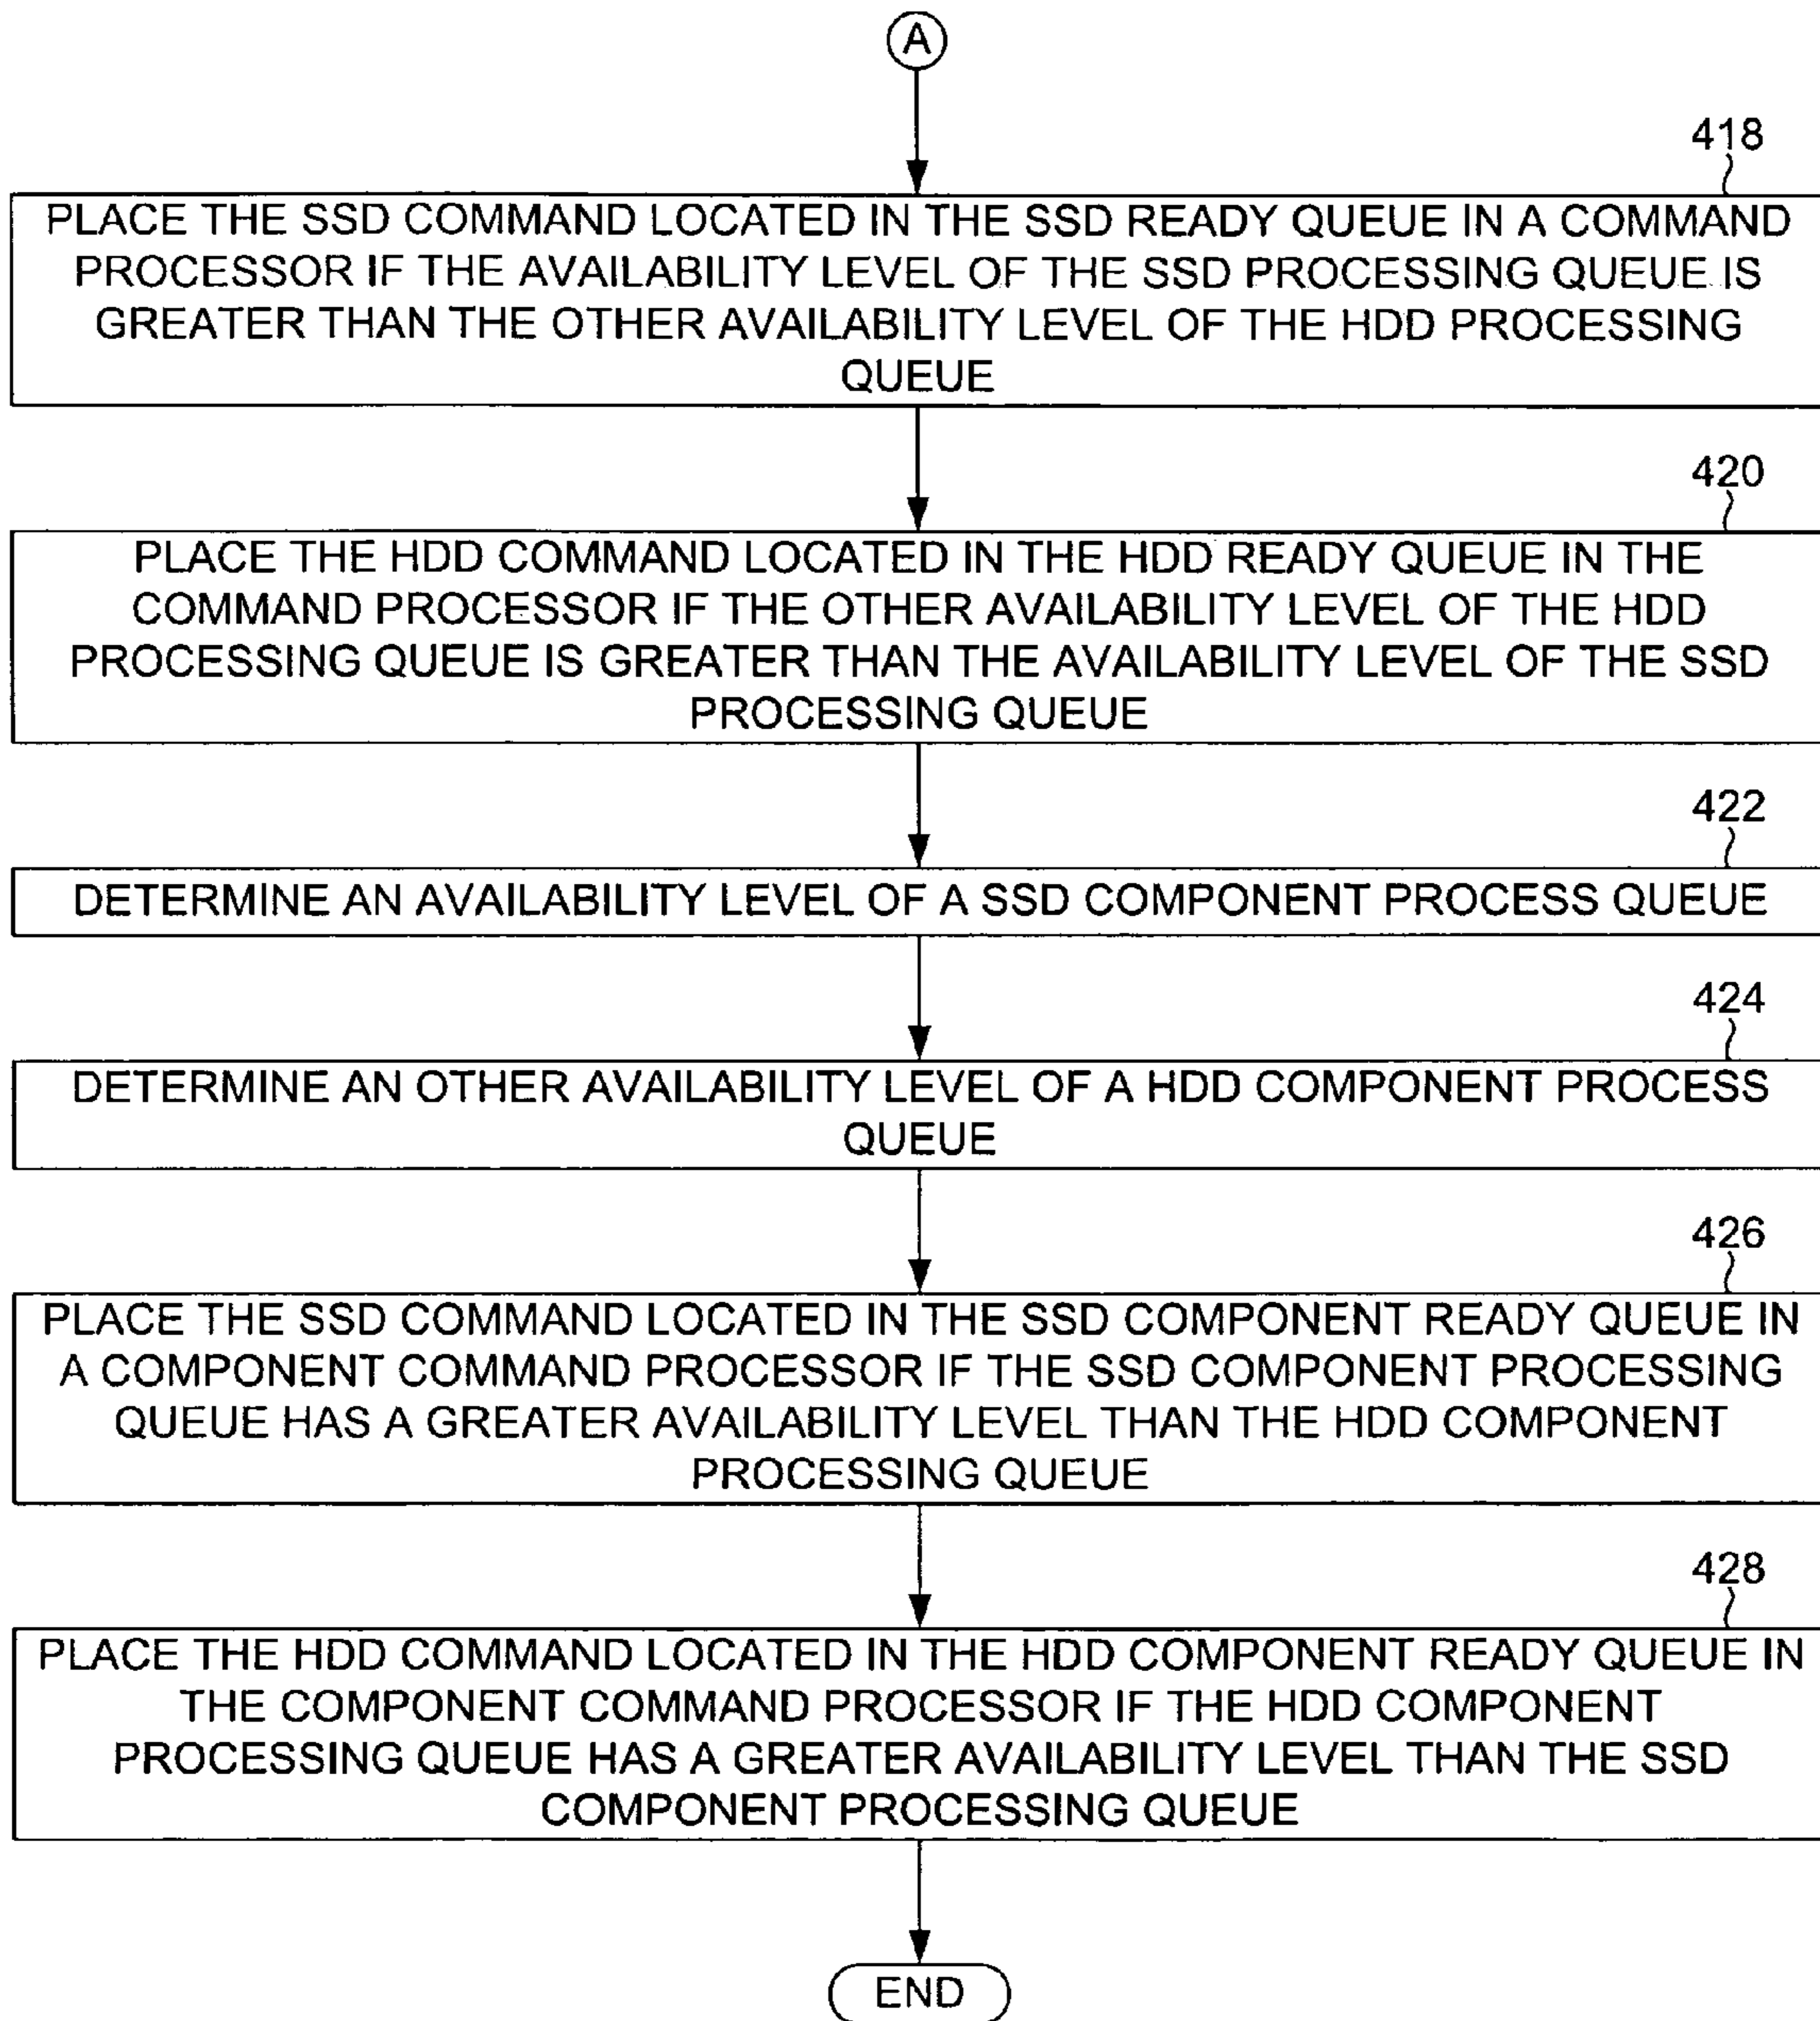 A
418
PLACE THE SSD COMMAND LOCATED IN THE SSD READY QUEUE IN A COMMAND
PROCESSOR IF THE AVAILABILITY LEVEL OF THE SSD PROCESSING QUEUE IS
GREATER THAN THE OTHER AVAILABILITY LEVEL OF THE HDD PROCESSING
QUEUE
420
PLACE THE HDD COMMAND LOCATED IN THE HDD READY QUEUE IN THE
COMMAND PROCESSOR IF THE OTHER AVAILABILITY LEVEL OF THE HDD
PROCESSING QUEUE IS GREATER THAN THE AVAILABILITY LEVEL OF THE SSD
PROCESSING QUEUE
422
DETERMINE AN AVAILABILITY LEVEL OF A SSD COMPONENT PROCESS QUEUE
424
DETERMINE AN OTHER AVAILABILITY LEVEL OF A HDD COMPONENT PROCESS
QUEUE
426
PLACE THE SSD COMMAND LOCATED IN THE SSD COMPONENT READY QUEUE IN
A COMPONENT COMMAND PROCESSOR IF THE SSD COMPONENT PROCESSING
QUEUE HAS A GREATER AVAILABILITY LEVEL THAN THE HDD COMPONENT
PROCESSING QUEUE
428
PLACE THE HDD COMMAND LOCATED IN THE HDD COMPONENT READY QUEUE IN
THE COMPONENT COMMAND PROCESSOR IF THE HDD COMPONENT
PROCESSING QUEUE HAS A GREATER AVAILABILITY LEVEL THAN THE SSD
COMPONENT PROCESSING QUEUE
END